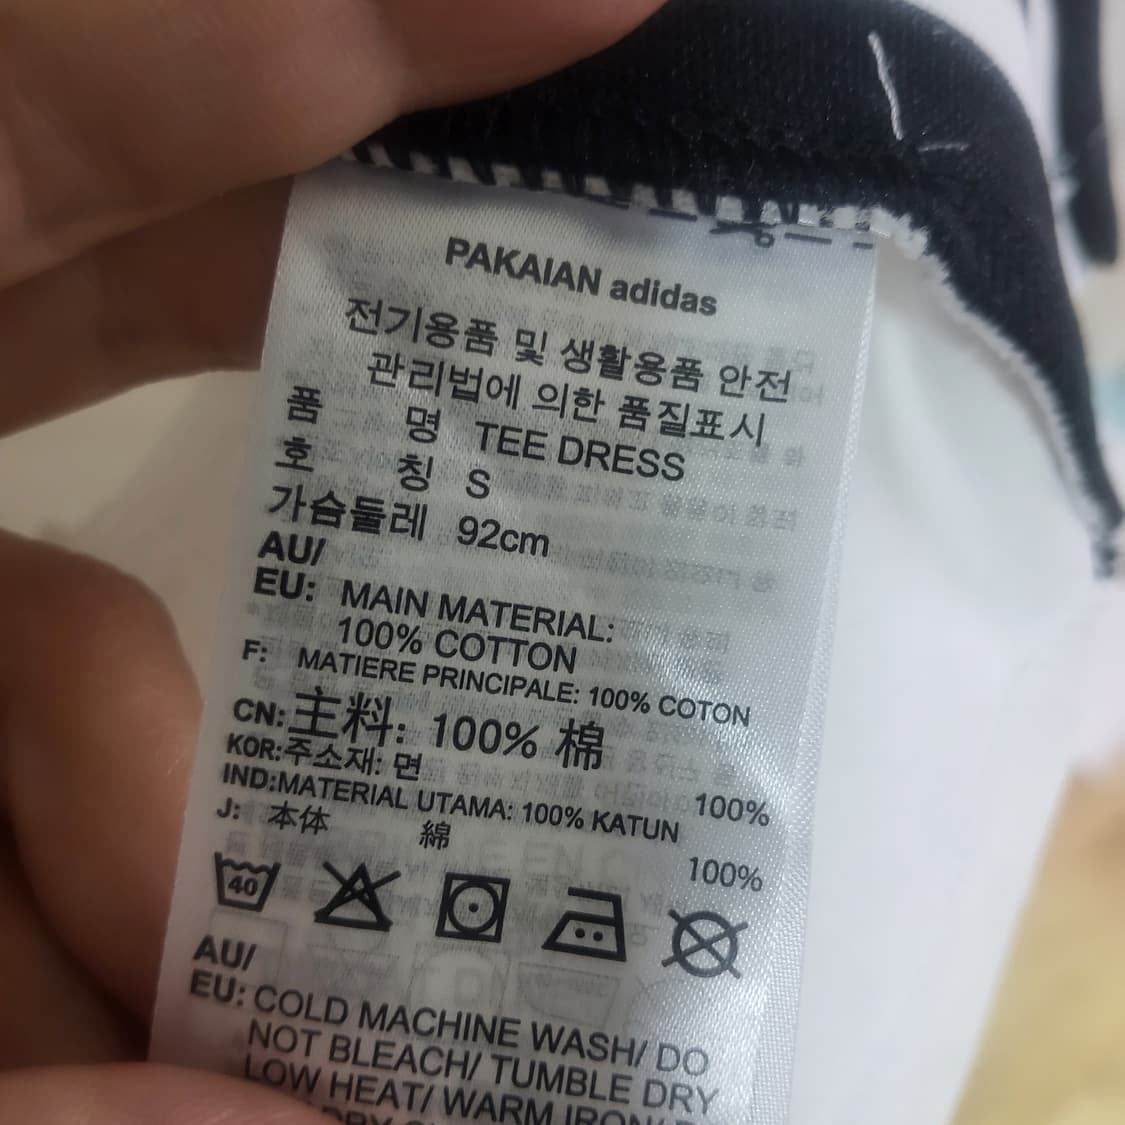 PAKAIAN adidas
전기용품 및 생활용품 안전
관리법에 의한 품질표시
품 명 TEE DRESS
호 칭 S
가슴둘레 92cm
AU/
EU: MAIN MATERIAL:
100% COTTON
F: MATIERE PRINCIPALE: 100% COTON
CN: 主料: 100% 棉
KOR: 주소재: 면 100%
IND:MATERIAL UTAMA: 100% KATUN
J: 本体 綿 100%
40
AU/
EU: COLD MACHINE WASH/ DO
NOT BLEACH/ TUMBLE DRY
LOW HEAT/ WARM IRON/